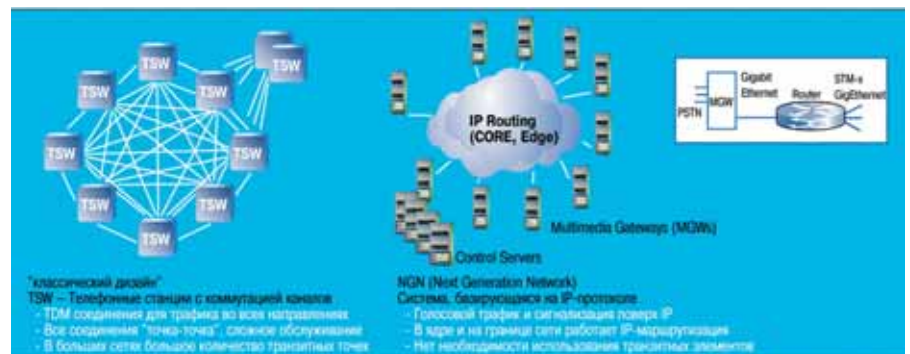 TSW
TSW
TSW
TSW
TSW
TSW
TSW
TSW
TSW
TSW
"классический дизайн"
TSW – Телефонные станции с коммутацией каналов
- TDM соединения для трафика во всех направлениях
- Все соединения "точка-точка", сложное обслуживание
- В больших сетях большое количество транзитных точек
IP Routing
(CORE, Edge)
Multimedia Gateways (MGWs)
Control Servers
NGN (Next Generation Network)
Система, базирующаяся на IP-протоколе
- Голосовой трафик и сигнализация поверх IP
- В ядре и на границе сети работает IP-маршрутизация
- Нет необходимости использования транзитных элементов
PSTN
MGW
Gigabit
Ethernet
Router
STM-x
GigEthernet